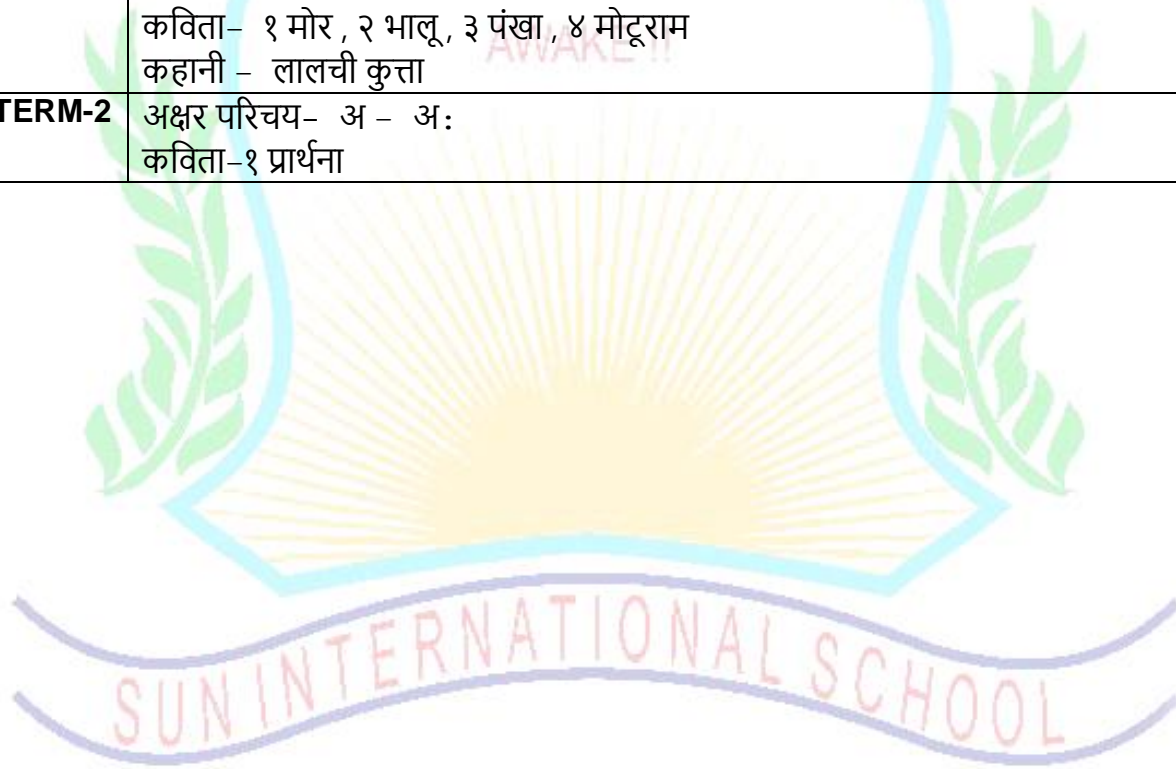 कविता– १ मोर , २ भालू , ३ पंखा , ४ मोटूराम
AWAKE !!
कहानी – लालची कुत्ता
TERM-2 अक्षर परिचय– अ – अ:
कविता–१ प्रार्थना
SUN INTERNATIONAL SCHOOL